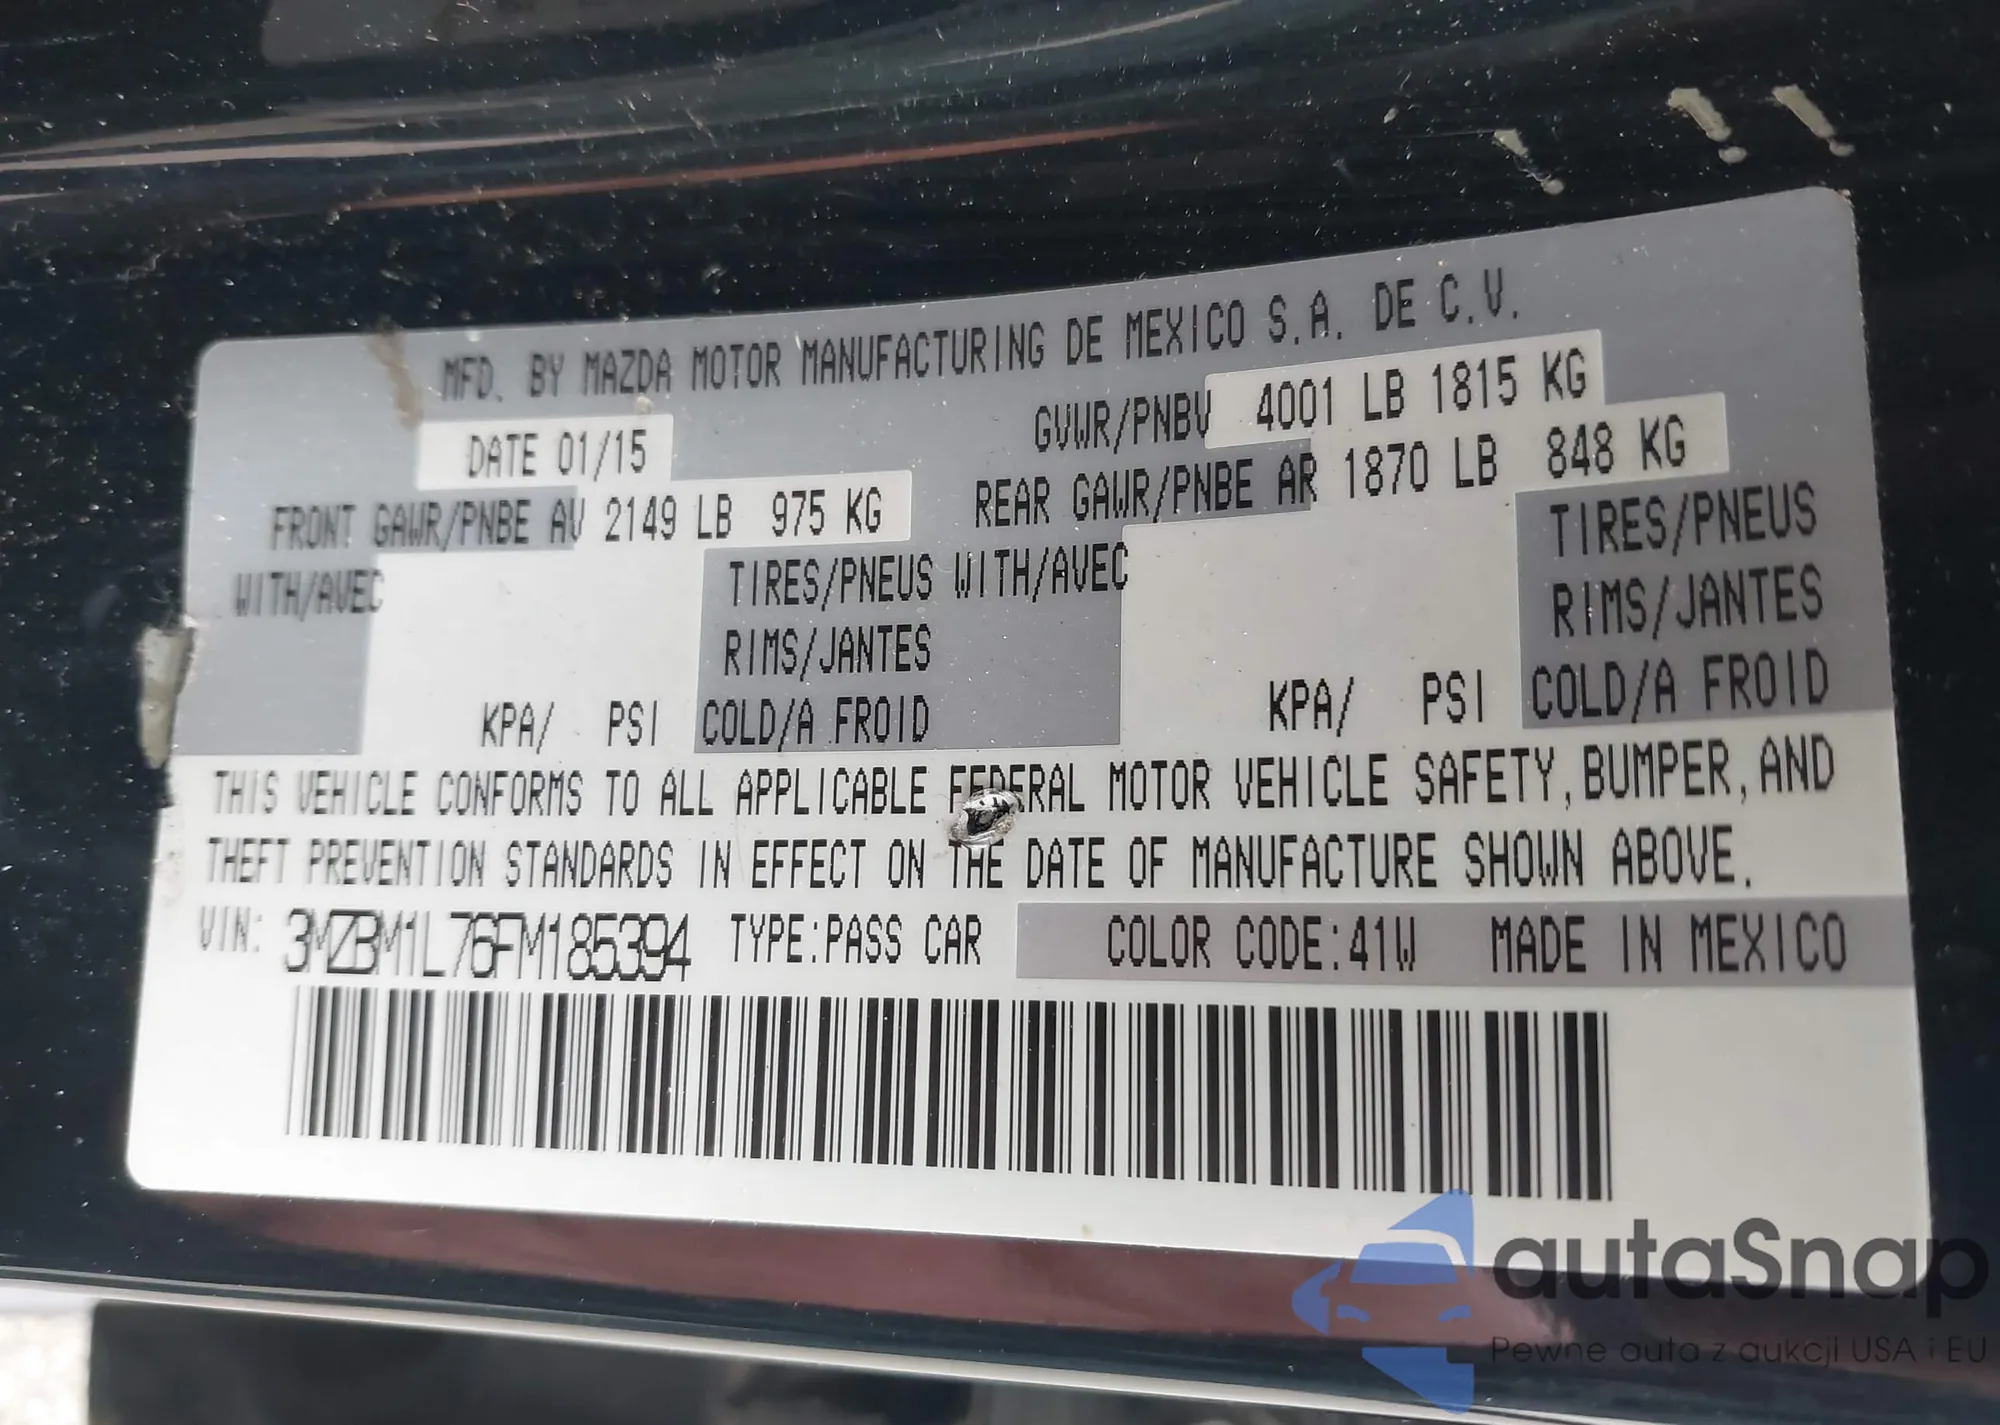 MFD. BY MAZDA MOTOR MANUFACTURING DE MEXICO S.A. DE C.V.
DATE 01/15
GVWR/PNBV 4001 LB 1815 KG
FRONT GAWR/PNBE AV 2149 LB 975 KG
REAR GAWR/PNBE AR 1870 LB 848 KG
WITH/AVEC
TIRES/PNEUS WITH/AVEC
TIRES/PNEUS
RIMS/JANTES
RIMS/JANTES
KPA/ PSI COLD/A FROID
KPA/ PSI COLD/A FROID
THIS VEHICLE CONFORMS TO ALL APPLICABLE FEDERAL MOTOR VEHICLE SAFETY, BUMPER, AND
THEFT PREVENTION STANDARDS IN EFFECT ON THE DATE OF MANUFACTURE SHOWN ABOVE.
VIN: 3MZBM1L76FM185394 TYPE:PASS CAR COLOR CODE:41W MADE IN MEXICO
autaSnap
Pewne auta z aukcji USA i EU